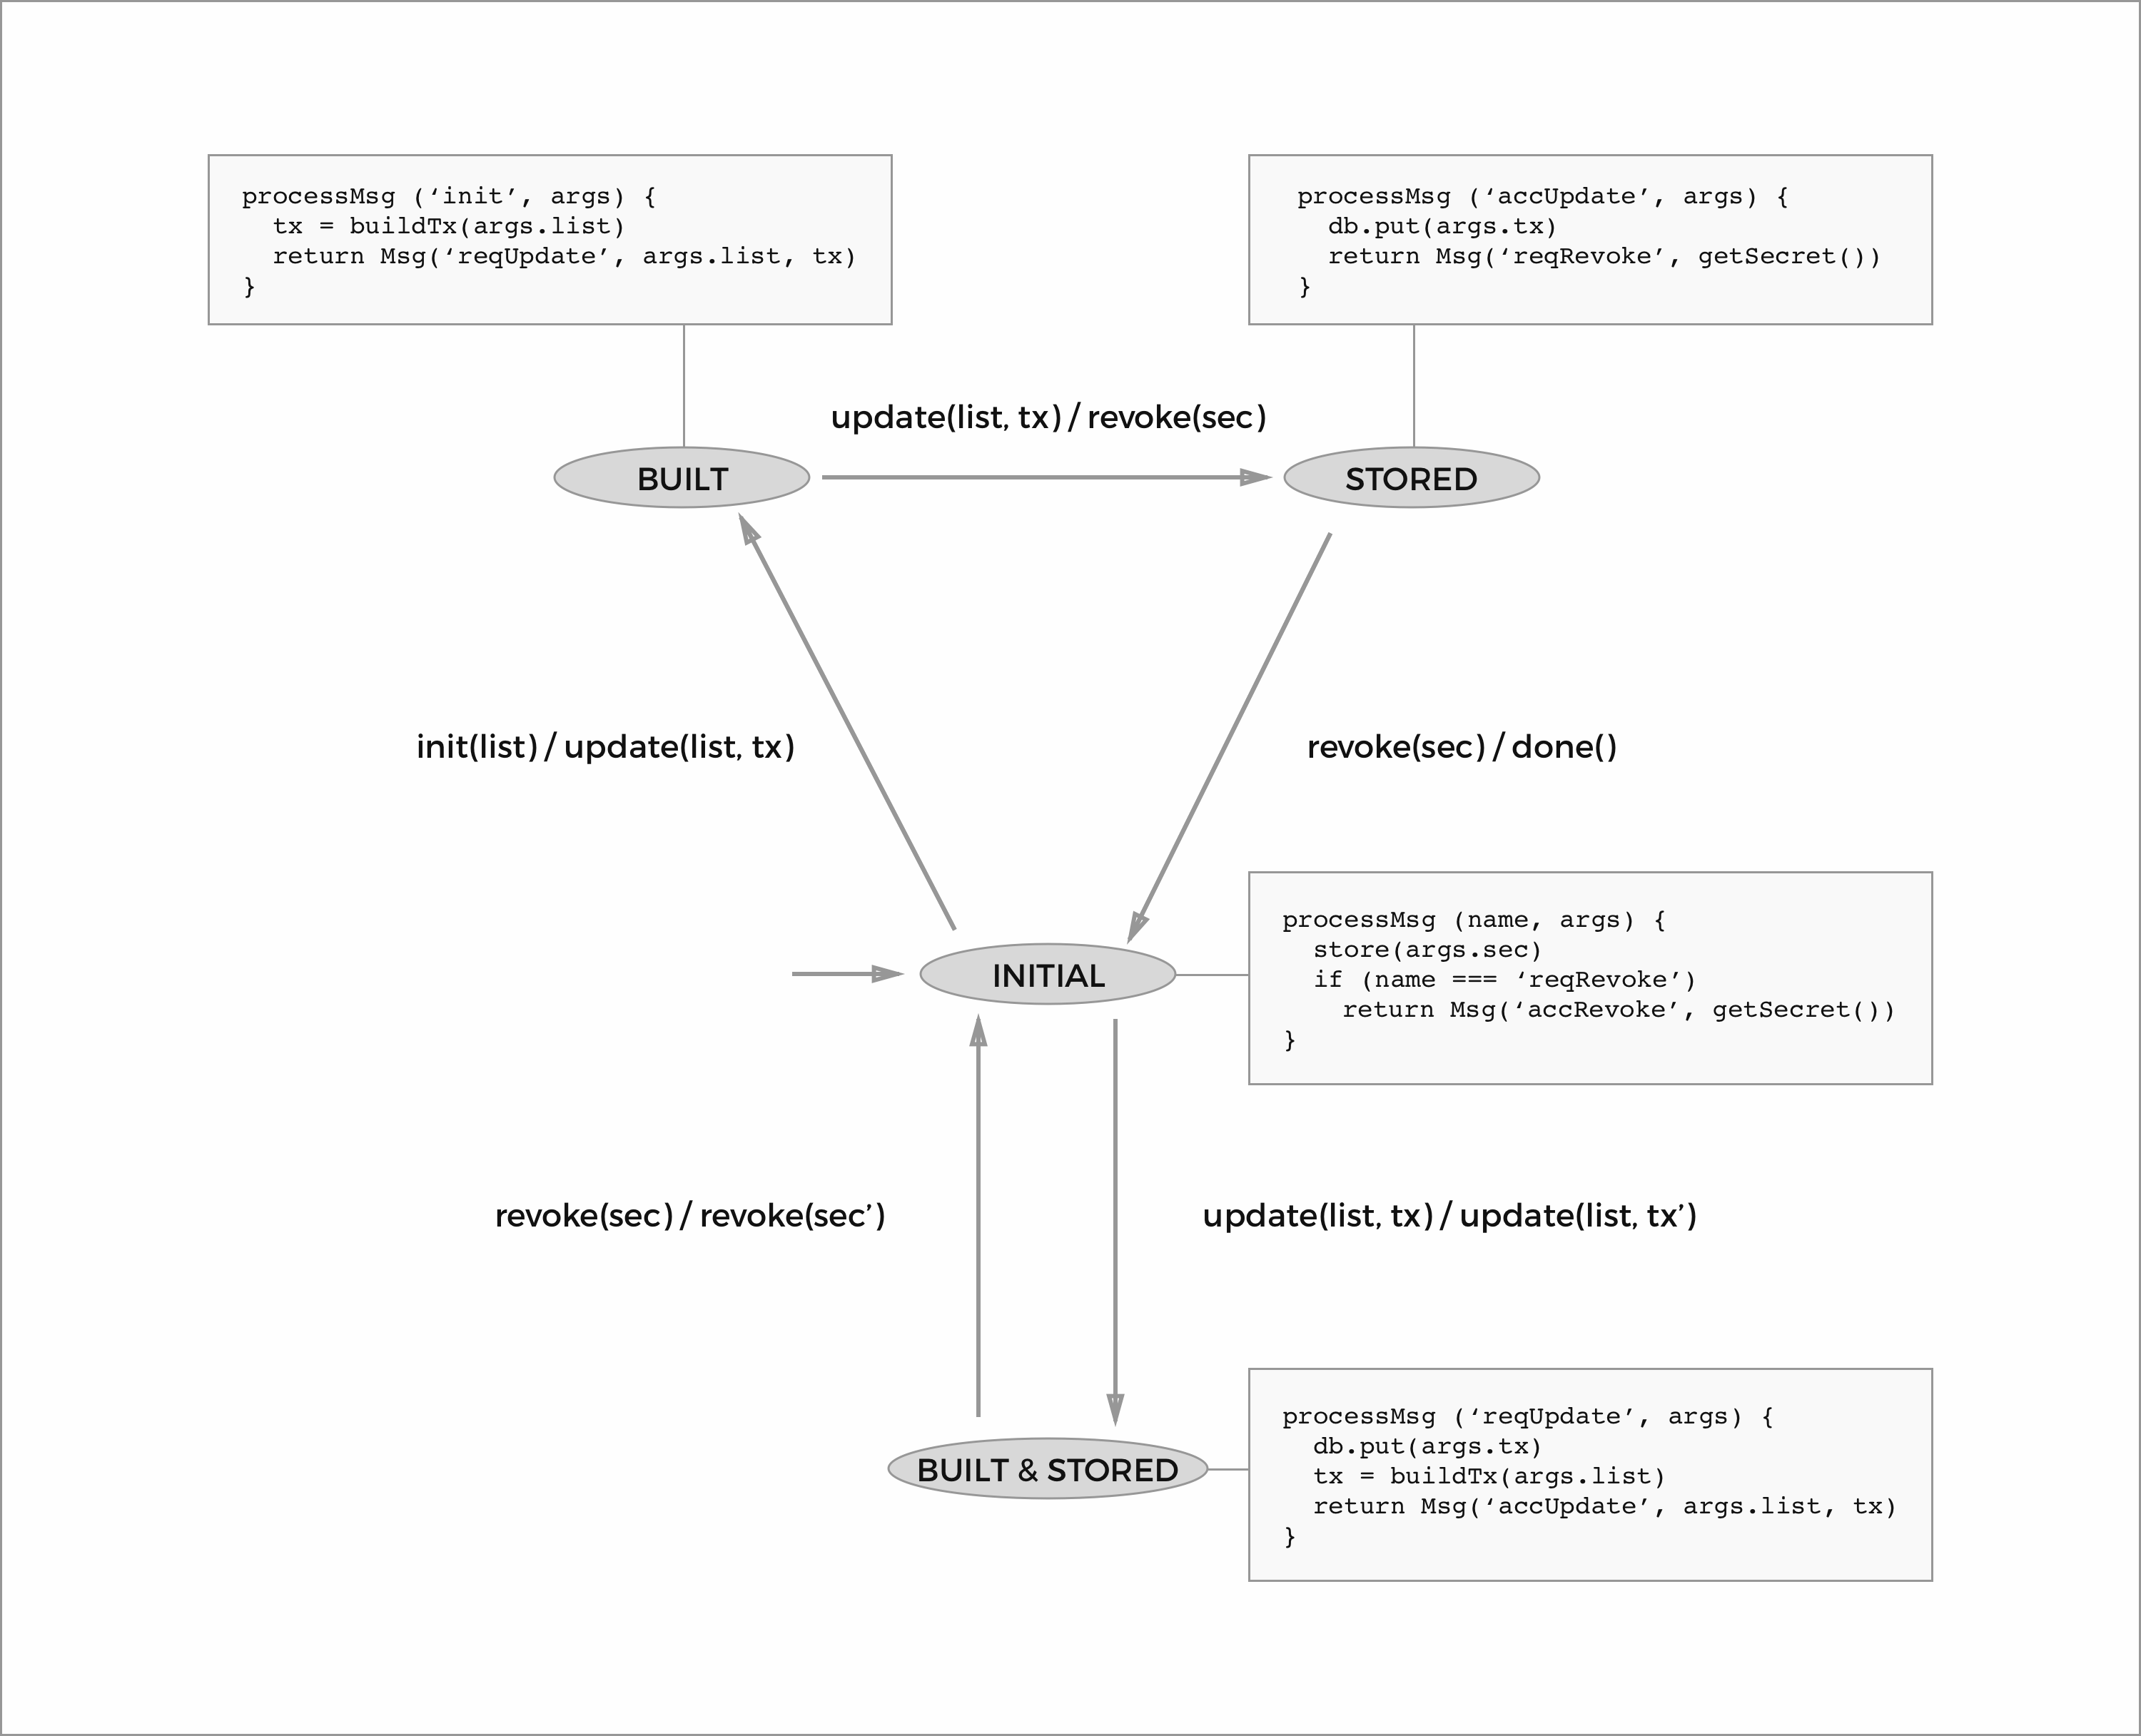 processMsg (‘init’, args) {
  tx = buildTx(args.list)
  return Msg(‘reqUpdate’, args.list, tx)
}
processMsg (‘accUpdate’, args) {
  db.put(args.tx)
  return Msg(‘reqRevoke’, getSecret())
}
update(list, tx) / revoke(sec)
BUILT
STORED
init(list) / update(list, tx)
revoke(sec) / done()
INITIAL
processMsg (name, args) {
  store(args.sec)
  if (name === ‘reqRevoke’)
    return Msg(‘accRevoke’, getSecret())
}
revoke(sec) / revoke(sec’)
update(list, tx) / update(list, tx’)
BUILT & STORED
processMsg (‘reqUpdate’, args) {
  db.put(args.tx)
  tx = buildTx(args.list)
  return Msg(‘accUpdate’, args.list, tx)
}